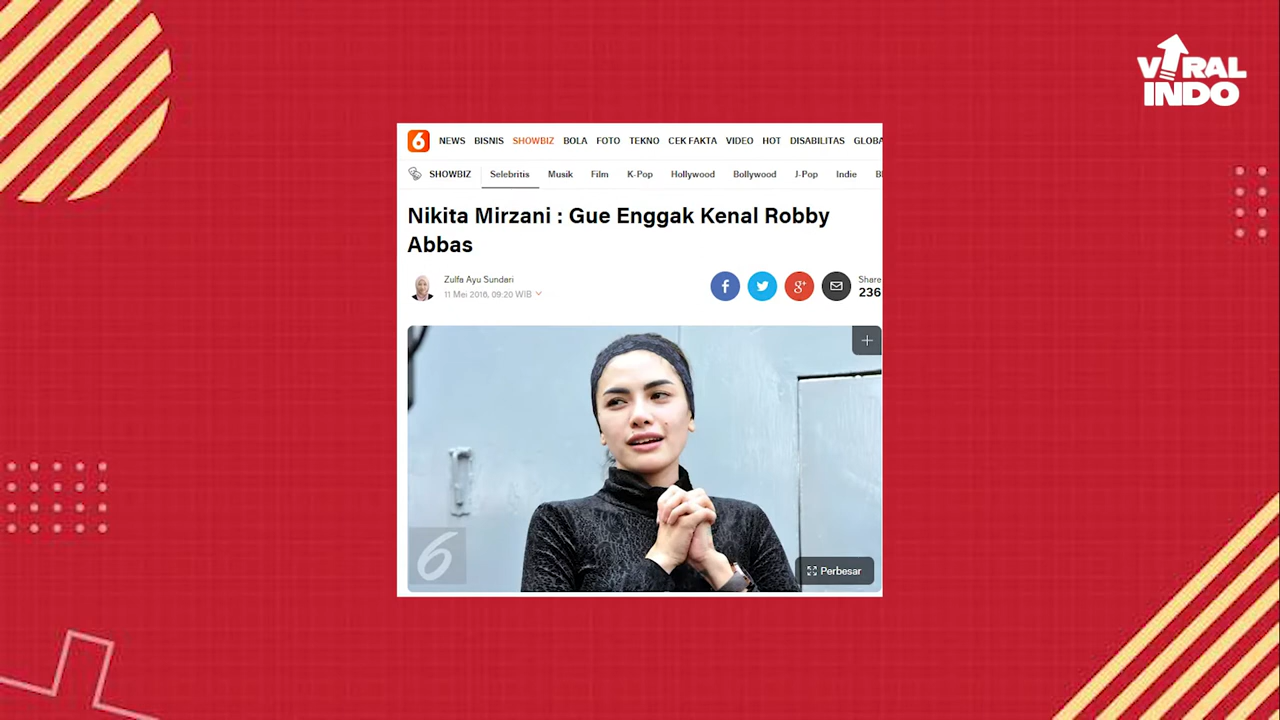 VIRAL
INDO
6 NEWS BISNIS SHOWBIZ BOLA FOTO TEKNO CEK FAKTA VIDEO HOT DISABILITAS GLOBA
SHOWBIZ Selebritis Musik Film K-Pop Hollywood Bollywood J-Pop Indie
Nikita Mirzani : Gue Enggak Kenal Robby
Abbas
Zulfa Ayu Sundari
11 Mei 2016, 09:20 WIB
Share
236
6
Perbesar